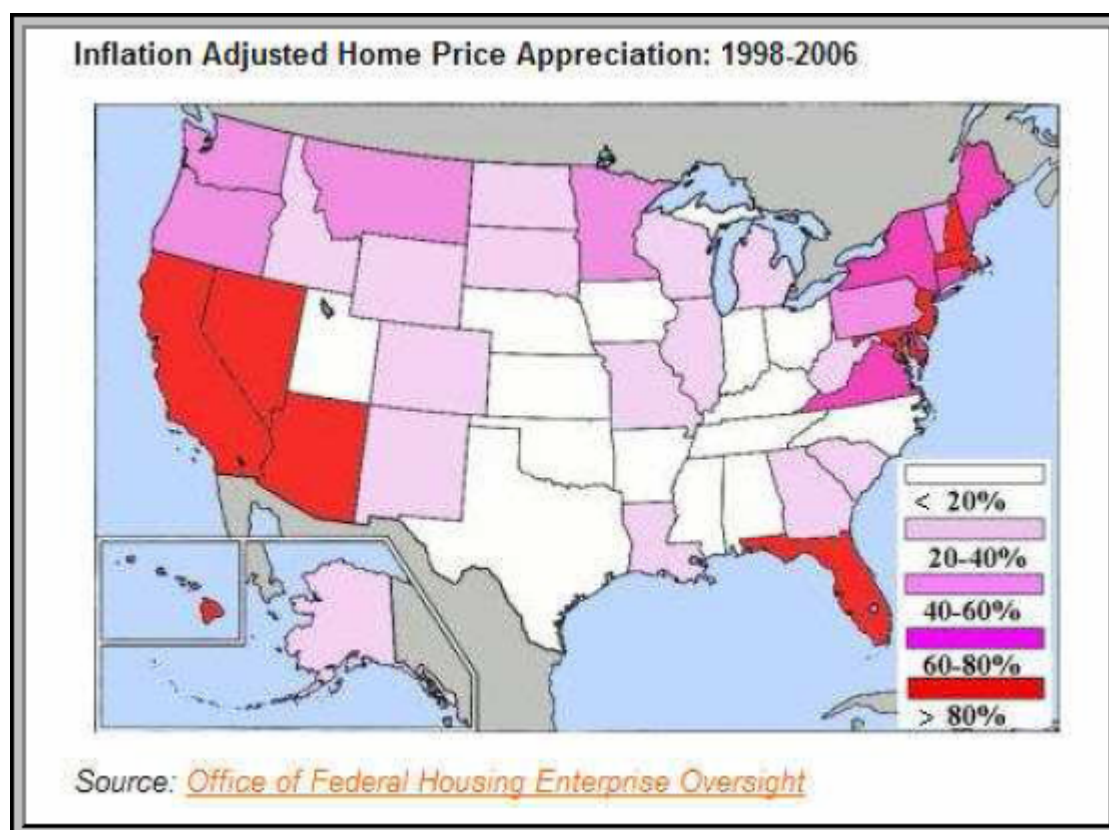 Inflation Adjusted Home Price Appreciation: 1998-2006
< 20%
20-40%
40-60%
60-80%
> 80%
Source: Office of Federal Housing Enterprise Oversight